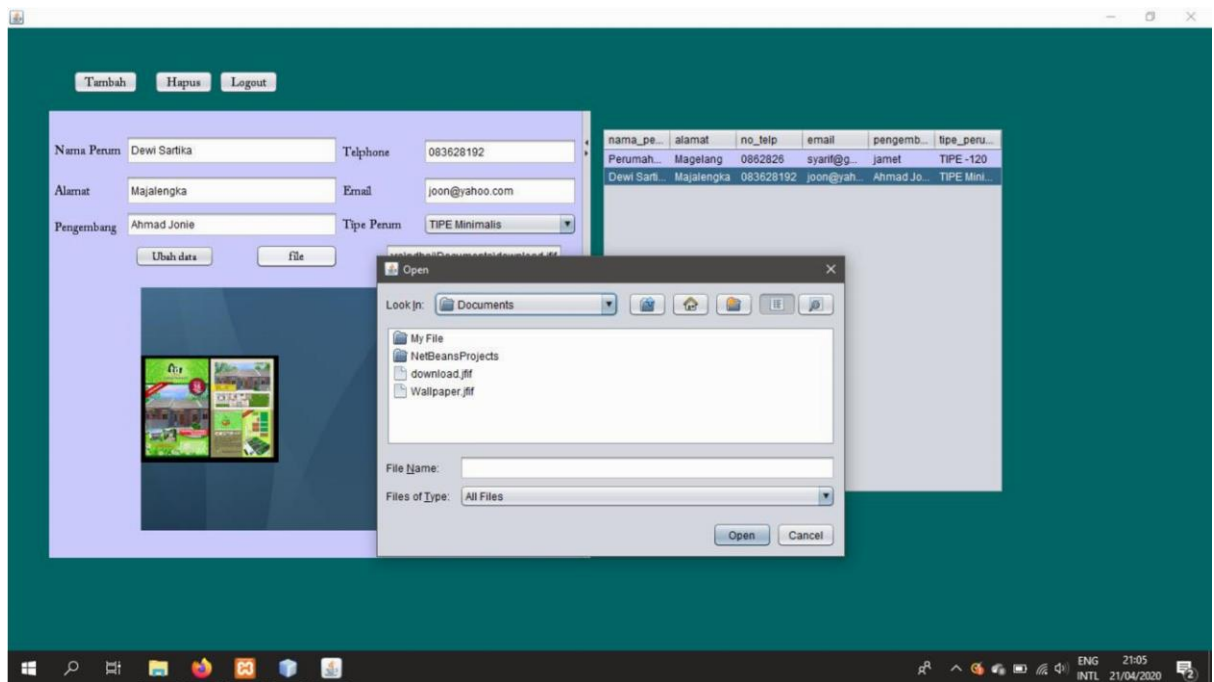 Tambah Hapus Logout
Nama Perum Dewi Sartika Telphone 083628192
Alamat Majalengka Email joon@yahoo.com
Pengembang Ahmad Jonie Tipe Perum TIPE Minimalis
Ubah data file
nama_pe... alamat no_telp email pengemb... tipe_peru...
Perumah... Magelang 0862826 syarif@g... jamet TIPE -120
Dewi Sarti... Majalengka 083628192 joon@yah... Ahmad Jo... TIPE Mini...
Open
Look In: Documents
My File
NetBeansProjects
download.jfif
Wallpaper.jfif
File Name:
Files of Type: All Files
Open Cancel
ENG 21:05
INTL 21/04/2020 2